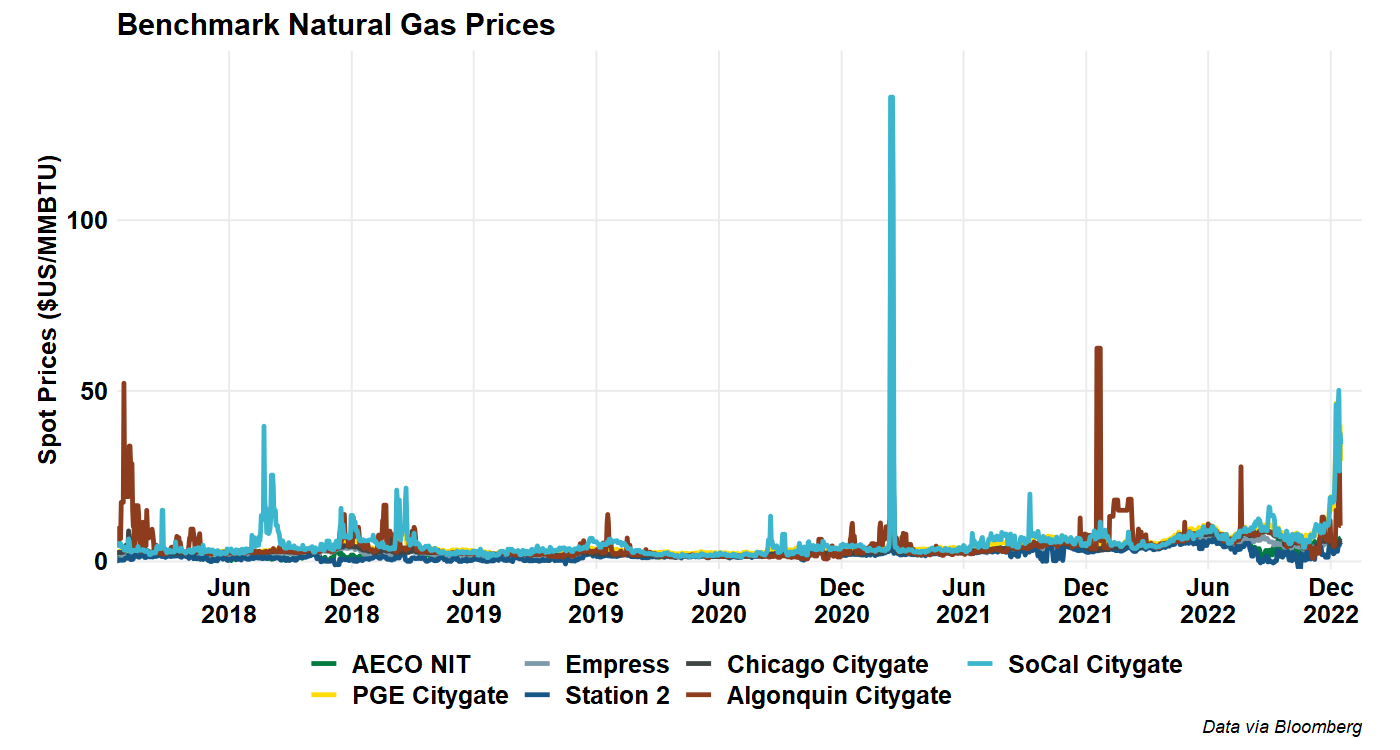 Benchmark Natural Gas Prices
Spot Prices ($US/MMBTU)
100
50
0
Jun Dec Jun Dec Jun Dec Jun Dec Jun Dec
2018 2018 2019 2019 2020 2020 2021 2021 2022 2022
AECO NIT Empress Chicago Citygate SoCal Citygate
PGE Citygate Station 2 Algonquin Citygate
Data via Bloomberg